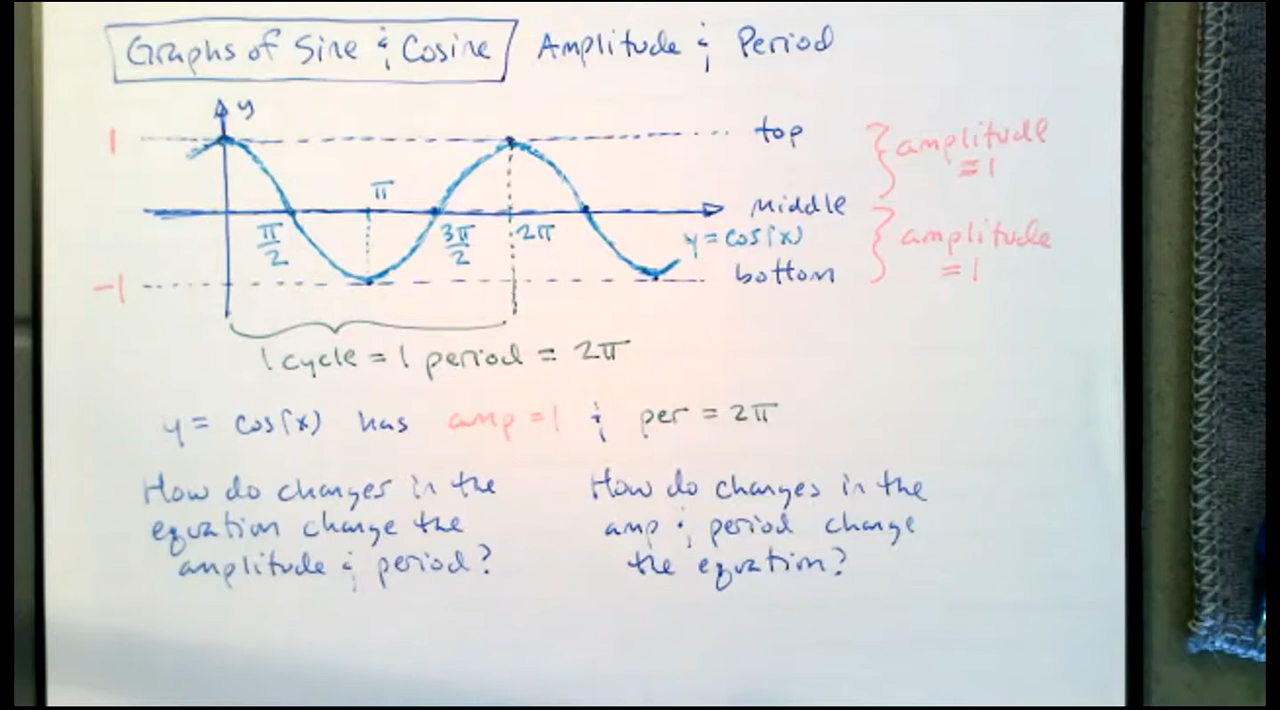 Graphs of Sine & Cosine Amplitude & Period
y
1
top
amplitude
= 1
π
middle
π/2
3π/2
2π
y = cos(x)
amplitude
= 1
-1
bottom
1 cycle = 1 period = 2π
y = cos(x) has amp = 1 & per = 2π
How do changes in the
equation change the
amplitude & period?
How do changes in the
amp & period change
the equation?